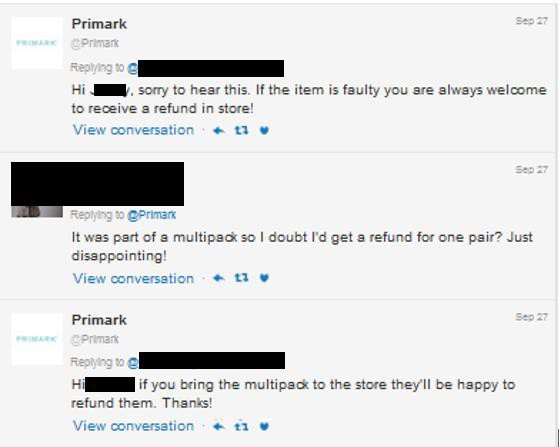 Primark
Sep 27
PRIMARK
@Primark
Replying to @
Hi y, sorry to hear this. If the item is faulty you are always welcome
to receive a refund in store!
View conversation ·
Sep 27
Replying to @Primark
It was part of a multipack so I doubt I'd get a refund for one pair? Just
disappointing!
View conversation ·
Primark
Sep 27
PRIMARK
@Primark
Replying to @
Hi if you bring the multipack to the store they'll be happy to
refund them. Thanks!
View conversation ·